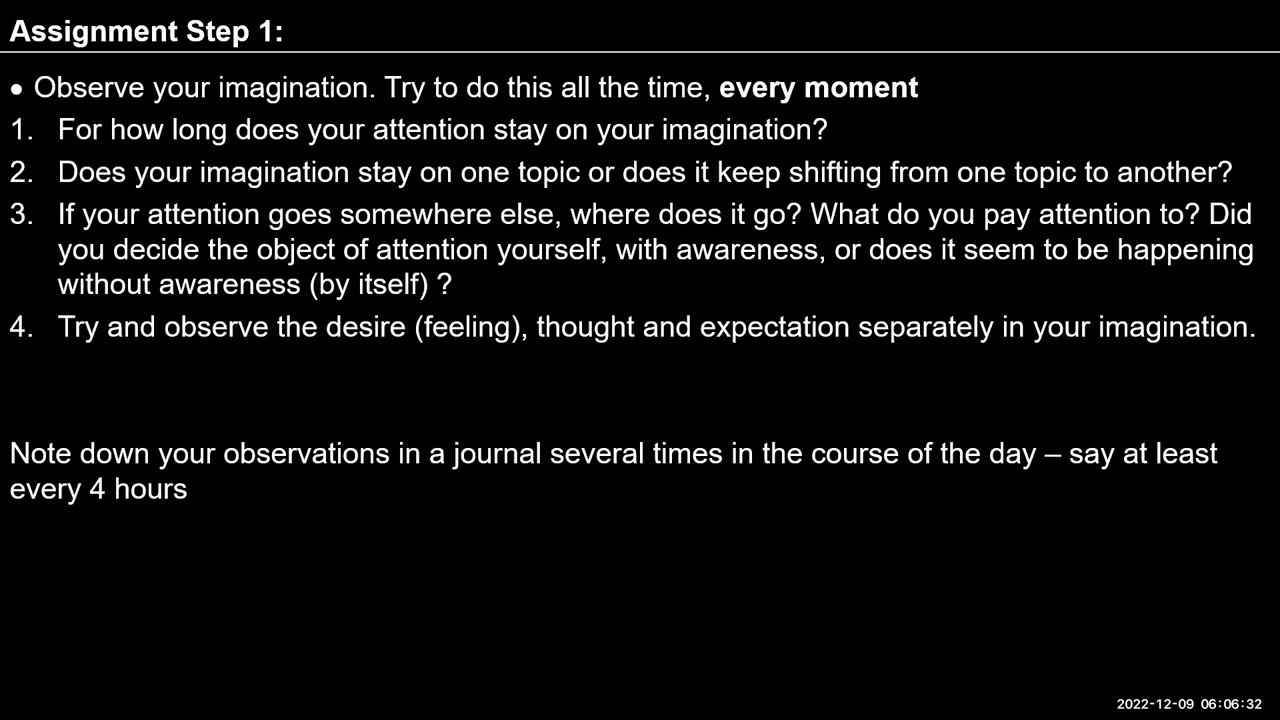 Assignment Step 1:
• Observe your imagination. Try to do this all the time, every moment
1. For how long does your attention stay on your imagination?
2. Does your imagination stay on one topic or does it keep shifting from one topic to another?
3. If your attention goes somewhere else, where does it go? What do you pay attention to? Did
you decide the object of attention yourself, with awareness, or does it seem to be happening
without awareness (by itself) ?
4. Try and observe the desire (feeling), thought and expectation separately in your imagination.
Note down your observations in a journal several times in the course of the day – say at least
every 4 hours
2022-12-09 06:06:32